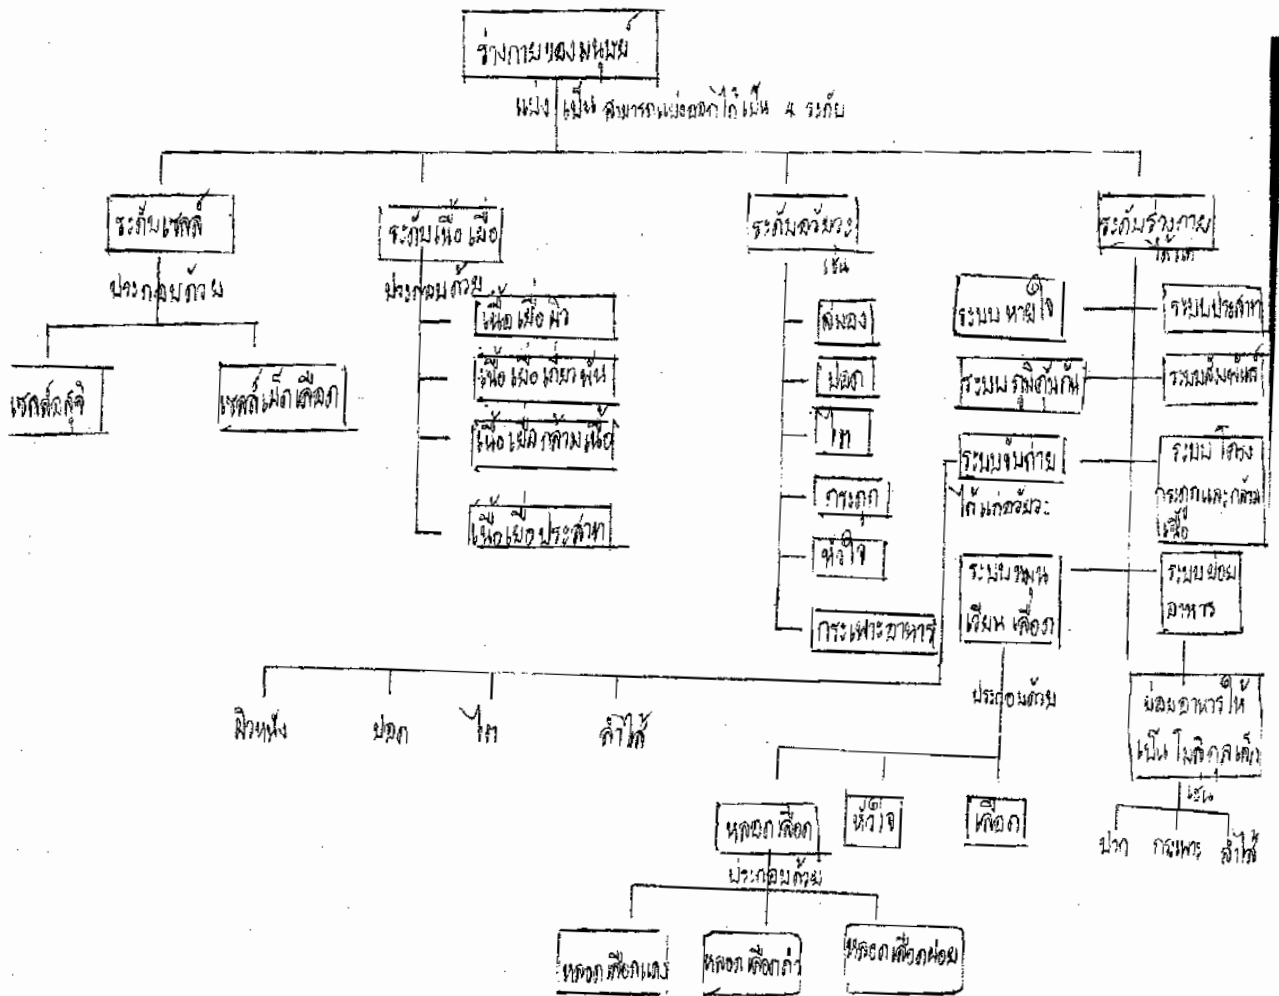 ร่างกายของมนุษย์
แบ่ง เป็น สามารถแบ่งออกได้เป็น 4 ระดับ
ระดับเซลล์
ประกอบด้วย
เซลล์อสุจิ
เซลล์เม็ดเลือด
ระดับเนื้อเยื่อ
ประกอบด้วย
เนื้อเยื่อผิว
เนื้อเยื่อเกี่ยวพัน
เนื้อเยื่อกล้ามเนื้อ
เนื้อเยื่อประสาท
ระดับอวัยวะ
เช่น
สมอง
ปอด
ไต
กระดูก
หัวใจ
กระเพาะอาหาร
ระดับร่างกาย
ได้แก่
ระบบหายใจ
ระบบประสาท
ระบบภูมิคุ้มกัน
ระบบสืบพันธ์
ระบบขับถ่าย
ได้แก่อวัยวะ
ผิวหนัง
ปอด
ไต
ลำไส้
ระบบโครง
กระดูกและกล้าม
เนื้อ
ระบบหมุน
เวียนเลือด
ประกอบด้วย
หลอดเลือด
หัวใจ
เลือด
ประกอบด้วย
หลอดเลือดแดง
หลอดเลือดดำ
หลอดเลือดฝอย
ระบบย่อย
อาหาร
ย่อยอาหารให้
เป็นโมลิกุลเล็ก
เช่น
ปาก
กระเพาะ
ลำไส้